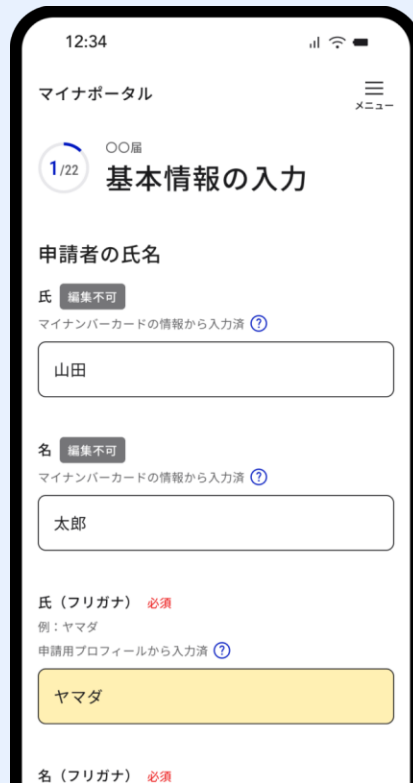 12:34
マイナポータル
メニュー
1/22
〇〇届
基本情報の入力
申請者の氏名
氏 編集不可
マイナンバーカードの情報から入力済 ?
山田
名 編集不可
マイナンバーカードの情報から入力済 ?
太郎
氏（フリガナ） 必須
例：ヤマダ
申請用プロフィールから入力済 ?
ヤマダ
名（フリガナ） 必須